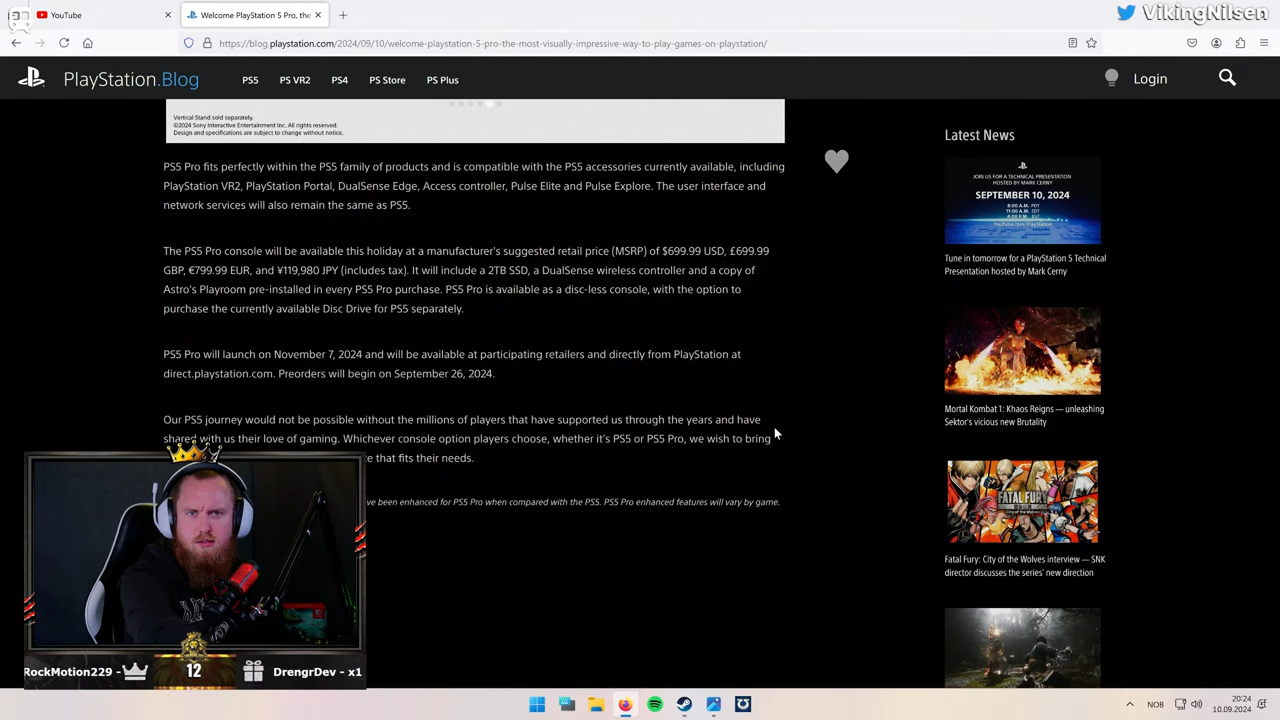 YouTube
Welcome PlayStation 5 Pro, the
VikingNilsen
https://blog.playstation.com/2024/09/10/welcome-playstation-5-pro-the-most-visually-impressive-way-to-play-games-on-playstation/
PlayStation.Blog
PS5
PS VR2
PS4
PS Store
PS Plus
Login
Vertical Stand sold separately.
©2024 Sony Interactive Entertainment Inc. All rights reserved.
Design and specifications are subject to change without notice.
PS5 Pro fits perfectly within the PS5 family of products and is compatible with the PS5 accessories currently available, including
PlayStation VR2, PlayStation Portal, DualSense Edge, Access controller, Pulse Elite and Pulse Explore. The user interface and
network services will also remain the same as PS5.
The PS5 Pro console will be available this holiday at a manufacturer's suggested retail price (MSRP) of $699.99 USD, £699.99
GBP, €799.99 EUR, and ¥119,980 JPY (includes tax). It will include a 2TB SSD, a DualSense wireless controller and a copy of
Astro's Playroom pre-installed in every PS5 Pro purchase. PS5 Pro is available as a disc-less console, with the option to
purchase the currently available Disc Drive for PS5 separately.
PS5 Pro will launch on November 7, 2024 and will be available at participating retailers and directly from PlayStation at
direct.playstation.com. Preorders will begin on September 26, 2024.
Our PS5 journey would not be possible without the millions of players that have supported us through the years and have
shared with us their love of gaming. Whichever console option players choose, whether it's PS5 or PS5 Pro, we wish to bring
that fits their needs.
been enhanced for PS5 Pro when compared with the PS5. PS5 Pro enhanced features will vary by game.
Latest News
JOIN US FOR A TECHNICAL PRESENTATION
HOSTED BY MARK CERNY
SEPTEMBER 10, 2024
8:00 A.M. PDT
11:00 A.M. EDT
YouTube.com/PlayStation
Tune in tomorrow for a PlayStation 5 Technical
Presentation hosted by Mark Cerny
Mortal Kombat 1: Khaos Reigns — unleashing
Sektor's vicious new Brutality
FATAL FURY
City of the Wolves
Fatal Fury: City of the Wolves interview — SNK
director discusses the series' new direction
RockMotion229 -
12
DrengrDev - x1
NOB
20:24
10.09.2024